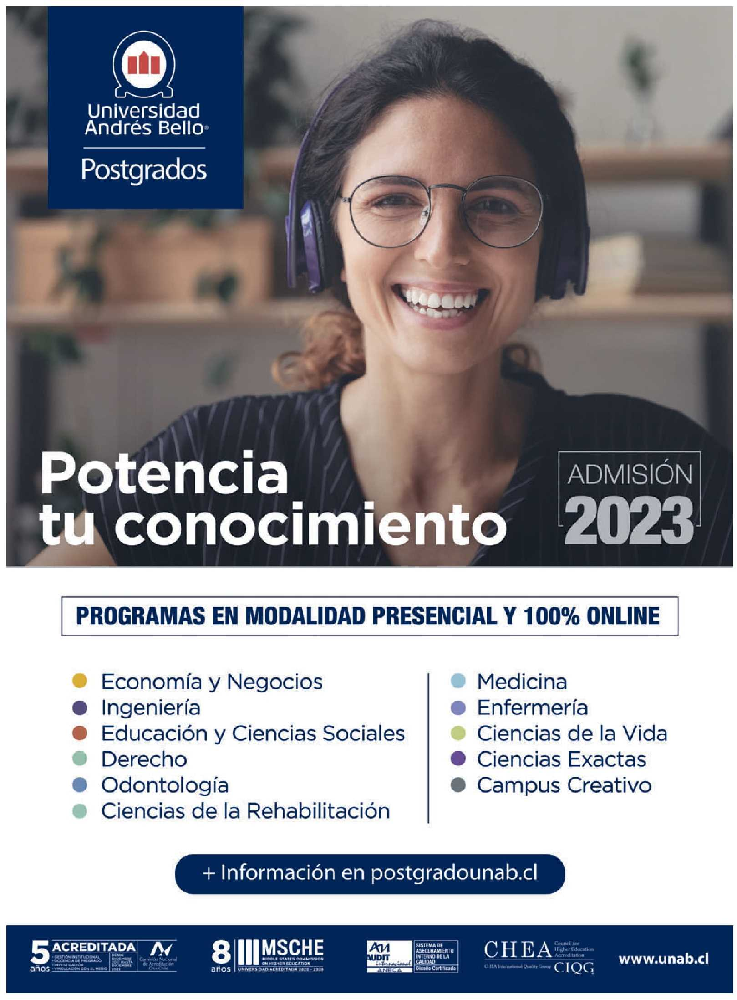 Universidad
Andrés Bello®
Postgrados
Potencia
tu conocimiento
ADMISIÓN
2023
PROGRAMAS EN MODALIDAD PRESENCIAL Y 100% ONLINE
Economía y Negocios
Ingeniería
Educación y Ciencias Sociales
Derecho
Odontología
Ciencias de la Rehabilitación
Medicina
Enfermería
Ciencias de la Vida
Ciencias Exactas
Campus Creativo
+ Información en postgradounab.cl
5 años
ACREDITADA
· GESTIÓN INSTITUCIONAL
· DOCENCIA DE PREGRADO
· INVESTIGACIÓN
· VINCULACIÓN CON EL MEDIO
DESDE
DICIEMBRE
2017 HASTA
DICIEMBRE
2022
Comisión Nacional
de Acreditación
CNA-Chile
8 años
MSCHE
MIDDLE STATES COMMISSION
ON HIGHER EDUCATION
UNIVERSIDAD ACREDITADA 2020 - 2028
AUDIT
internacional
ANECA
SISTEMA DE
ASEGURAMIENTO
INTERNO DE LA
CALIDAD
Diseño Certificado
CHEA
Council for
Higher Education
Accreditation
CHEA International Quality Group
CIQG
www.unab.cl